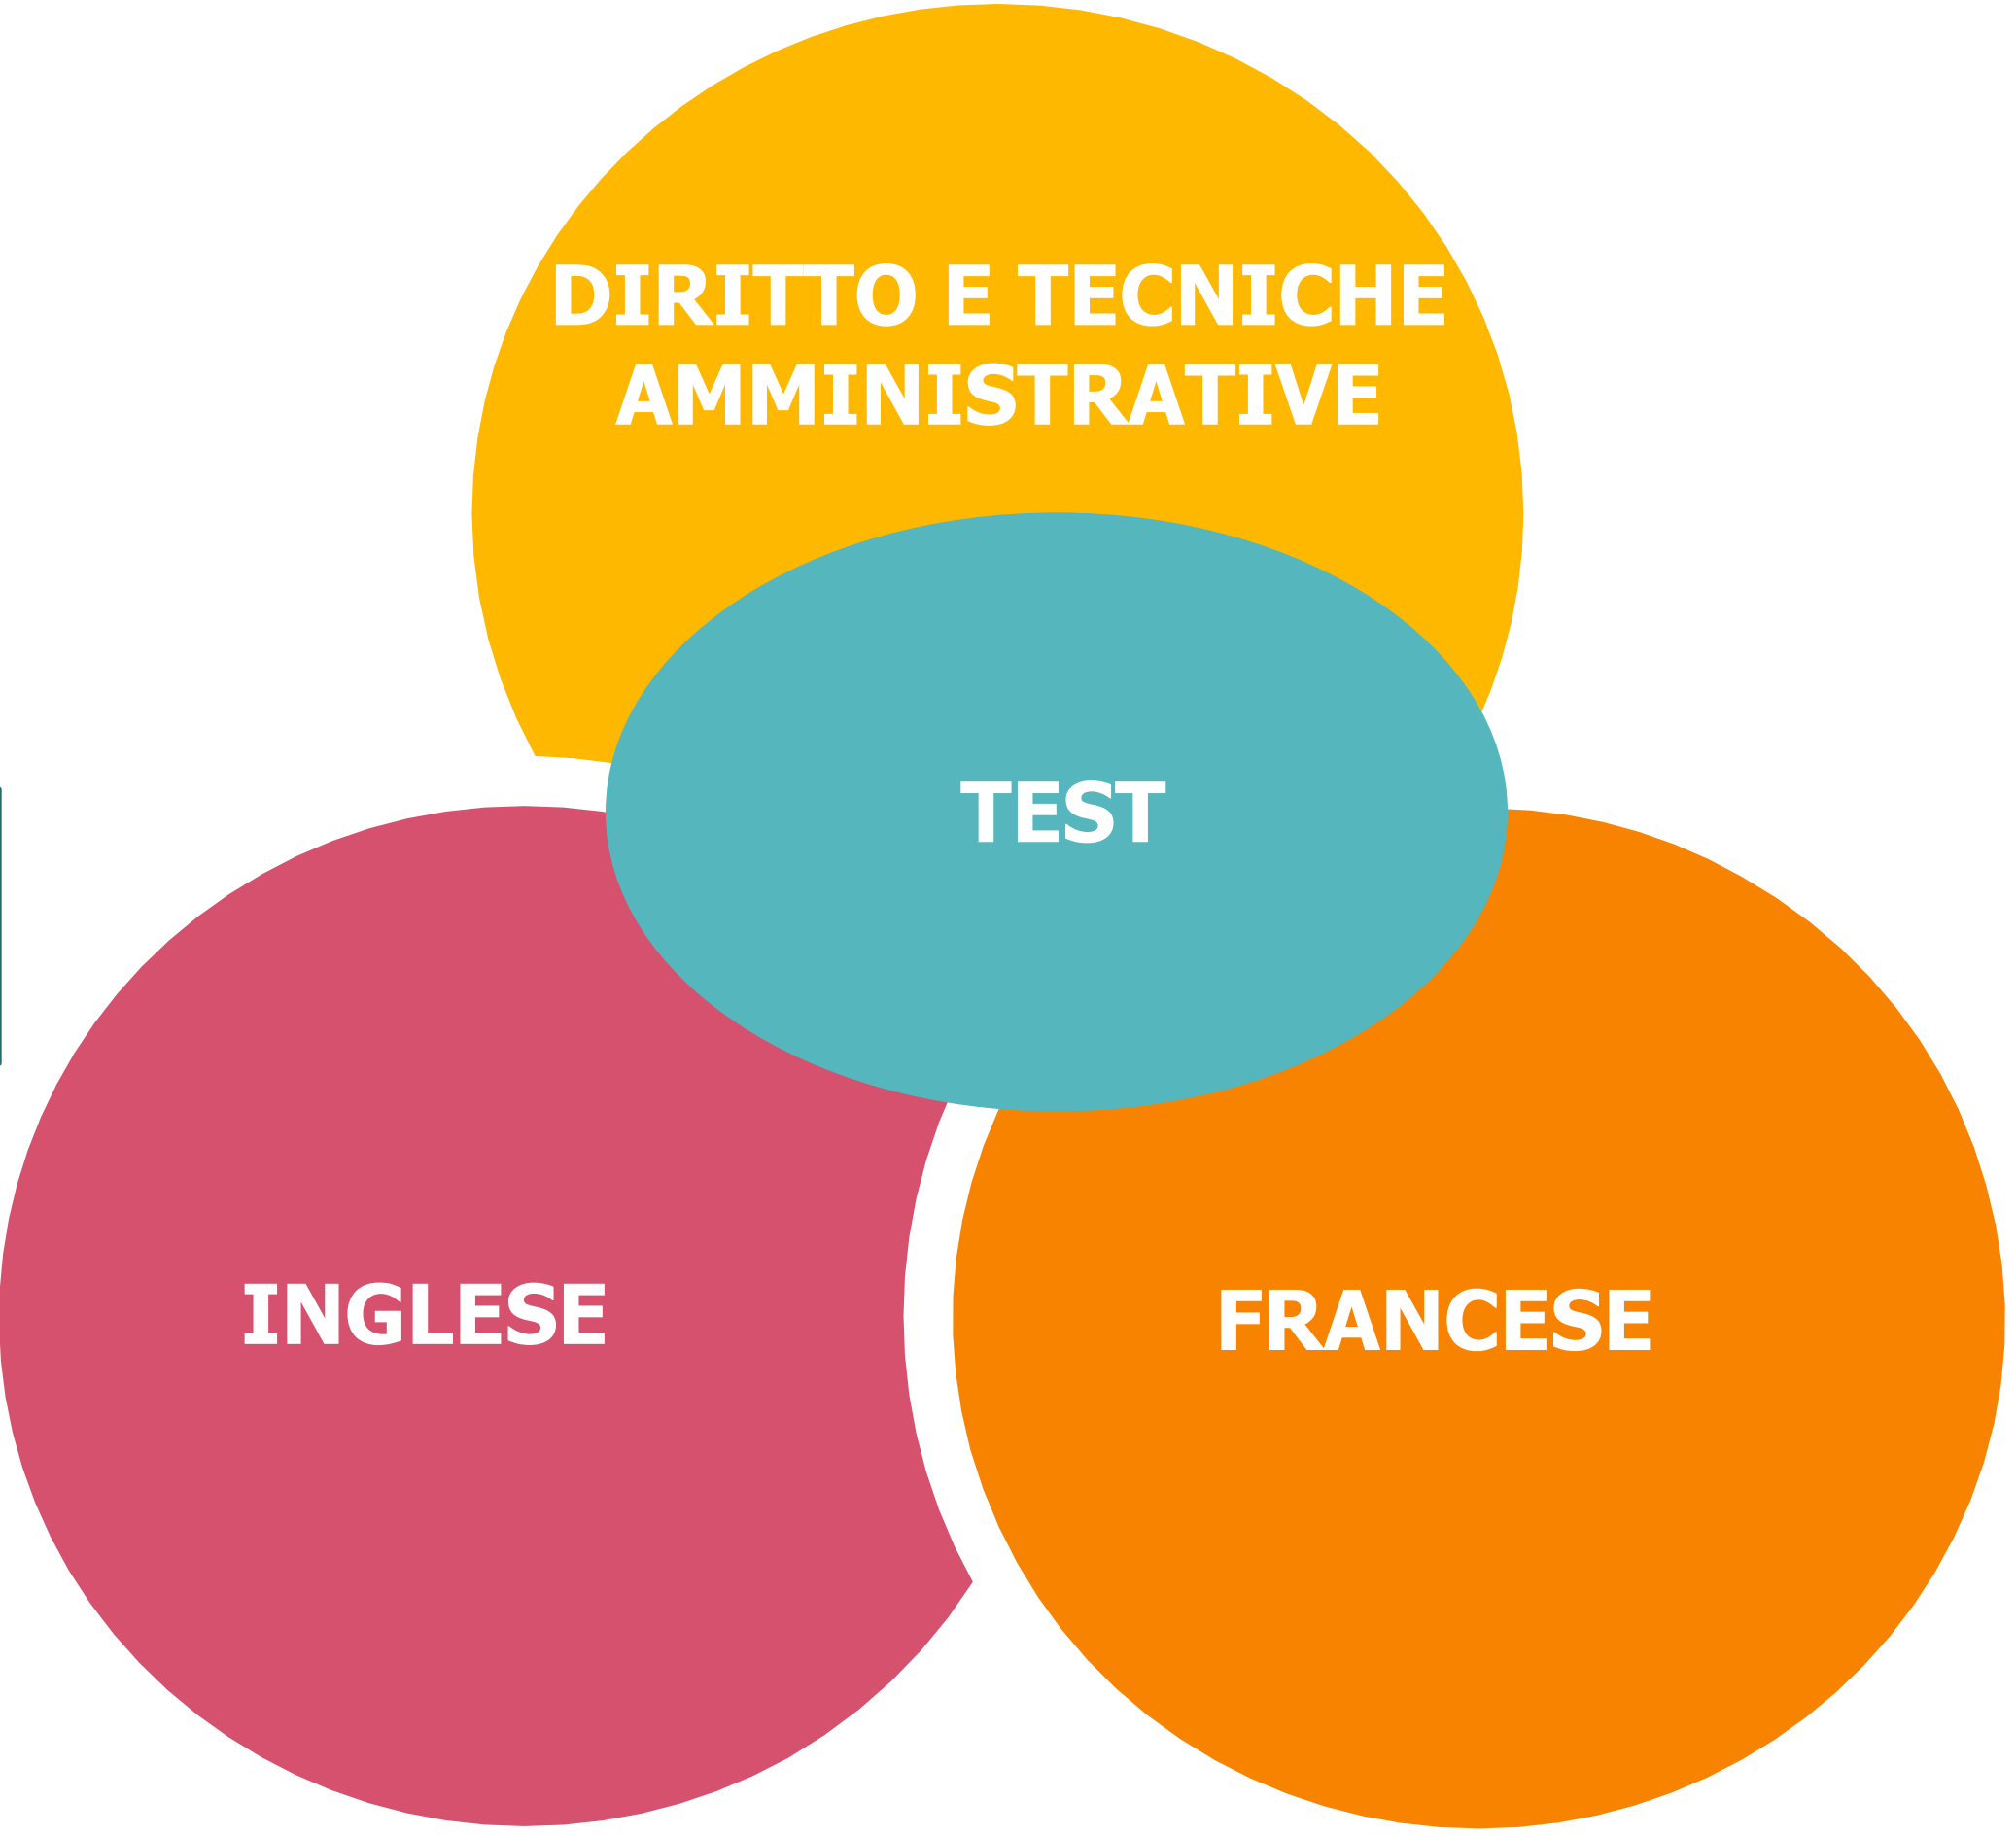 DIRITTO E TECNICHE
AMMINISTRATIVE
TEST
INGLESE
FRANCESE